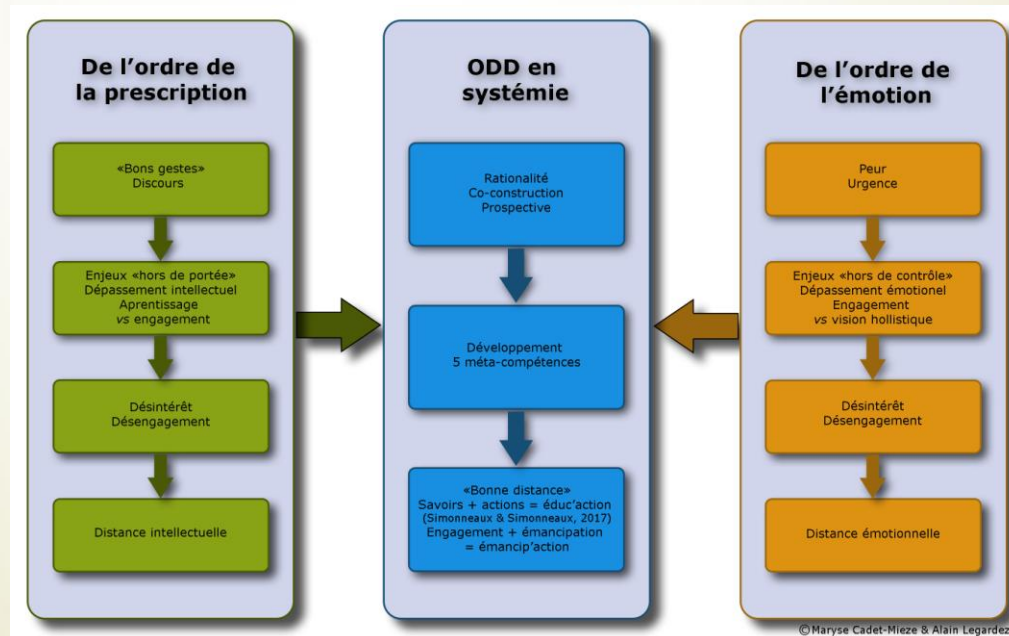 De l'ordre de
la prescription
«Bons gestes»
Discours
Enjeux «hors de portée»
Dépassement intellectuel
Aprentissage
vs engagement
Désintérêt
Désengagement
Distance intellectuelle
ODD en
systémie
Rationalité
Co-construction
Prospective
Développement
5 méta-compétences
«Bonne distance»
Savoirs + actions = éduc'action
(Simonneaux & Simonneaux, 2017)
Engagement + émancipation
= émancip'action
De l'ordre de
l'émotion
Peur
Urgence
Enjeux «hors de contrôle»
Dépassement émotionel
Engagement
vs vision hollistique
Désintérêt
Désengagement
Distance émotionnelle
©Maryse Cadet-Mieze & Alain Legardez